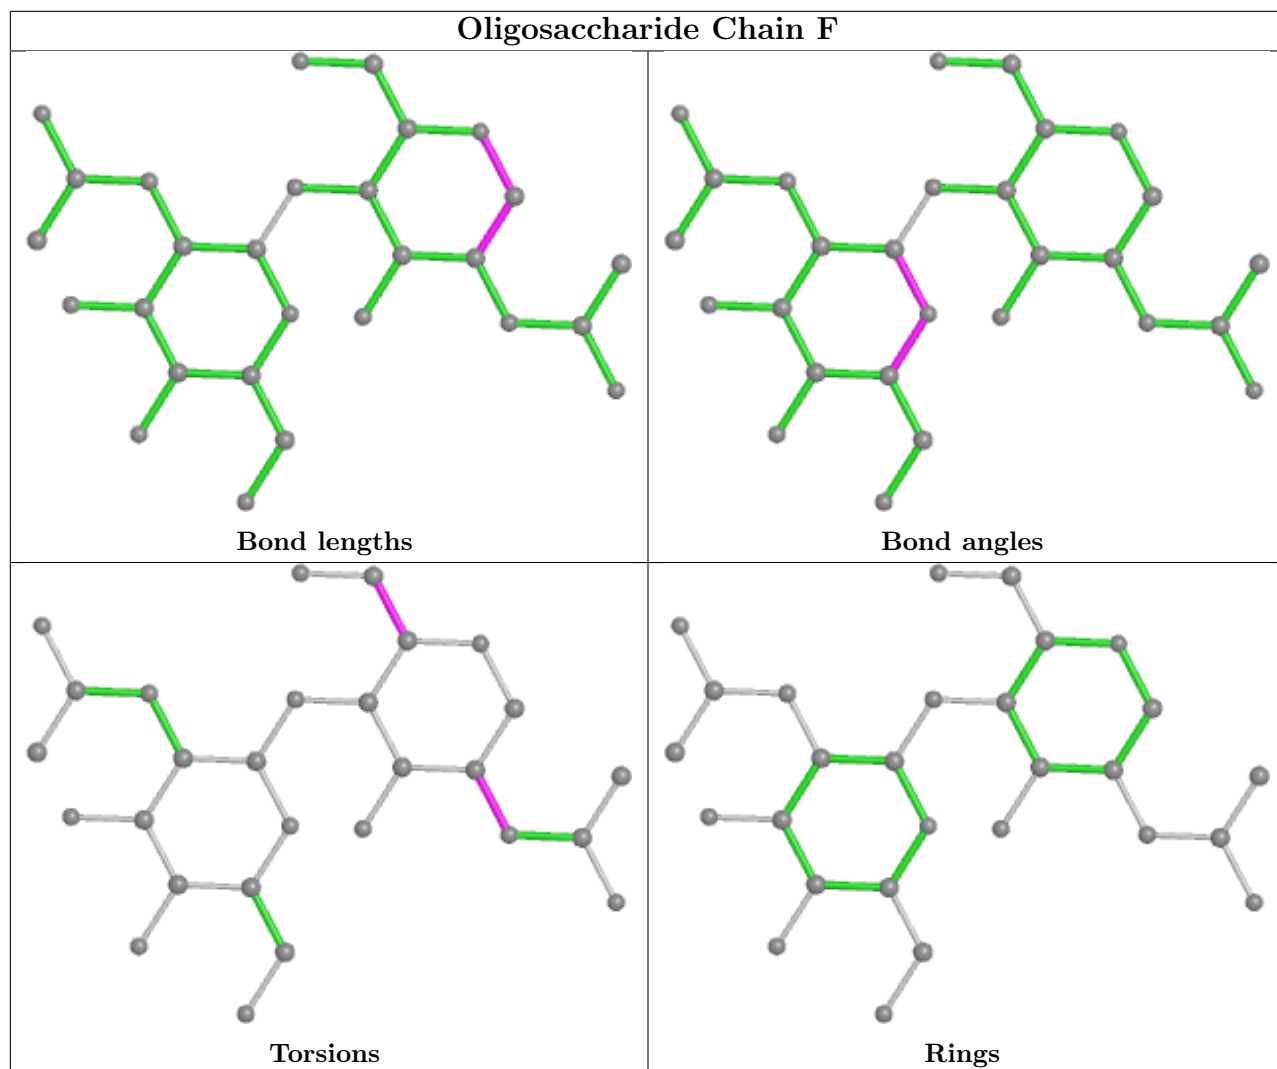 Oligosaccharide Chain F
Bond lengths
Bond angles
Torsions
Rings